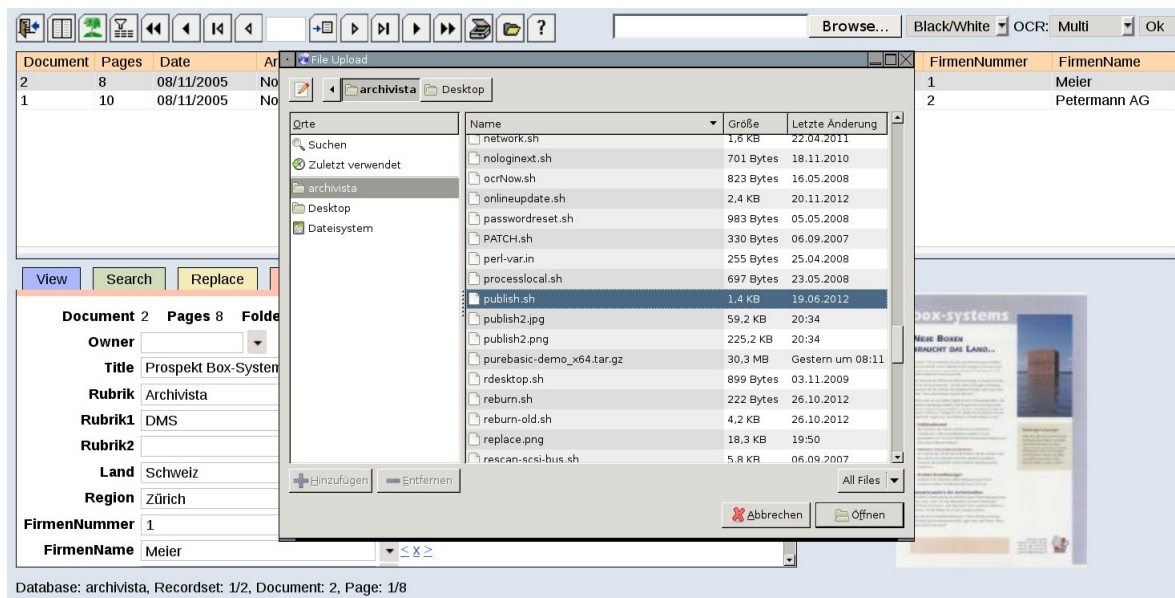 ?
Browse...
Black/White
OCR:
Multi
Ok
Document Pages Date Ar
2 8 08/11/2005 No
1 10 08/11/2005 No
FirmenNummer FirmenName
1 Meier
2 Petermann AG
File Upload
archivista
Desktop
Orte
Suchen
Zuletzt verwendet
archivista
Desktop
Dateisystem
Name Größe Letzte Änderung
network.sh 1,6 KB 22.04.2011
nologinext.sh 701 Bytes 18.11.2010
ocrNow.sh 823 Bytes 16.05.2008
onlineupdate.sh 2,4 KB 20.11.2012
passwordreset.sh 983 Bytes 05.05.2008
PATCH.sh 330 Bytes 06.09.2007
perl-var.in 255 Bytes 25.04.2008
processlocal.sh 697 Bytes 23.05.2008
publish.sh 1,4 KB 19.06.2012
publish2.jpg 59,2 KB 20:34
publish2.png 225,2 KB 20:34
purebasic-demo_x64.tar.gz 30,3 MB Gestern um 08:11
rdesktop.sh 899 Bytes 03.11.2009
reburn.sh 222 Bytes 26.10.2012
reburn-old.sh 4,2 KB 26.10.2012
replace.png 18,3 KB 19:50
rescan-scsi-bus.sh 5,8 KB 06.09.2007
Hinzufügen
Entfernen
All Files
Abbrechen
Öffnen
View
Search
Replace
Document 2 Pages 8 Folde
Owner
Title Prospekt Box-System
Rubrik Archivista
Rubrik1 DMS
Rubrik2
Land Schweiz
Region Zürich
FirmenNummer 1
FirmenName Meier
< x >
box-systems
Neue Boxen
braucht das Land...
Database: archivista, Recordset: 1/2, Document: 2, Page: 1/8